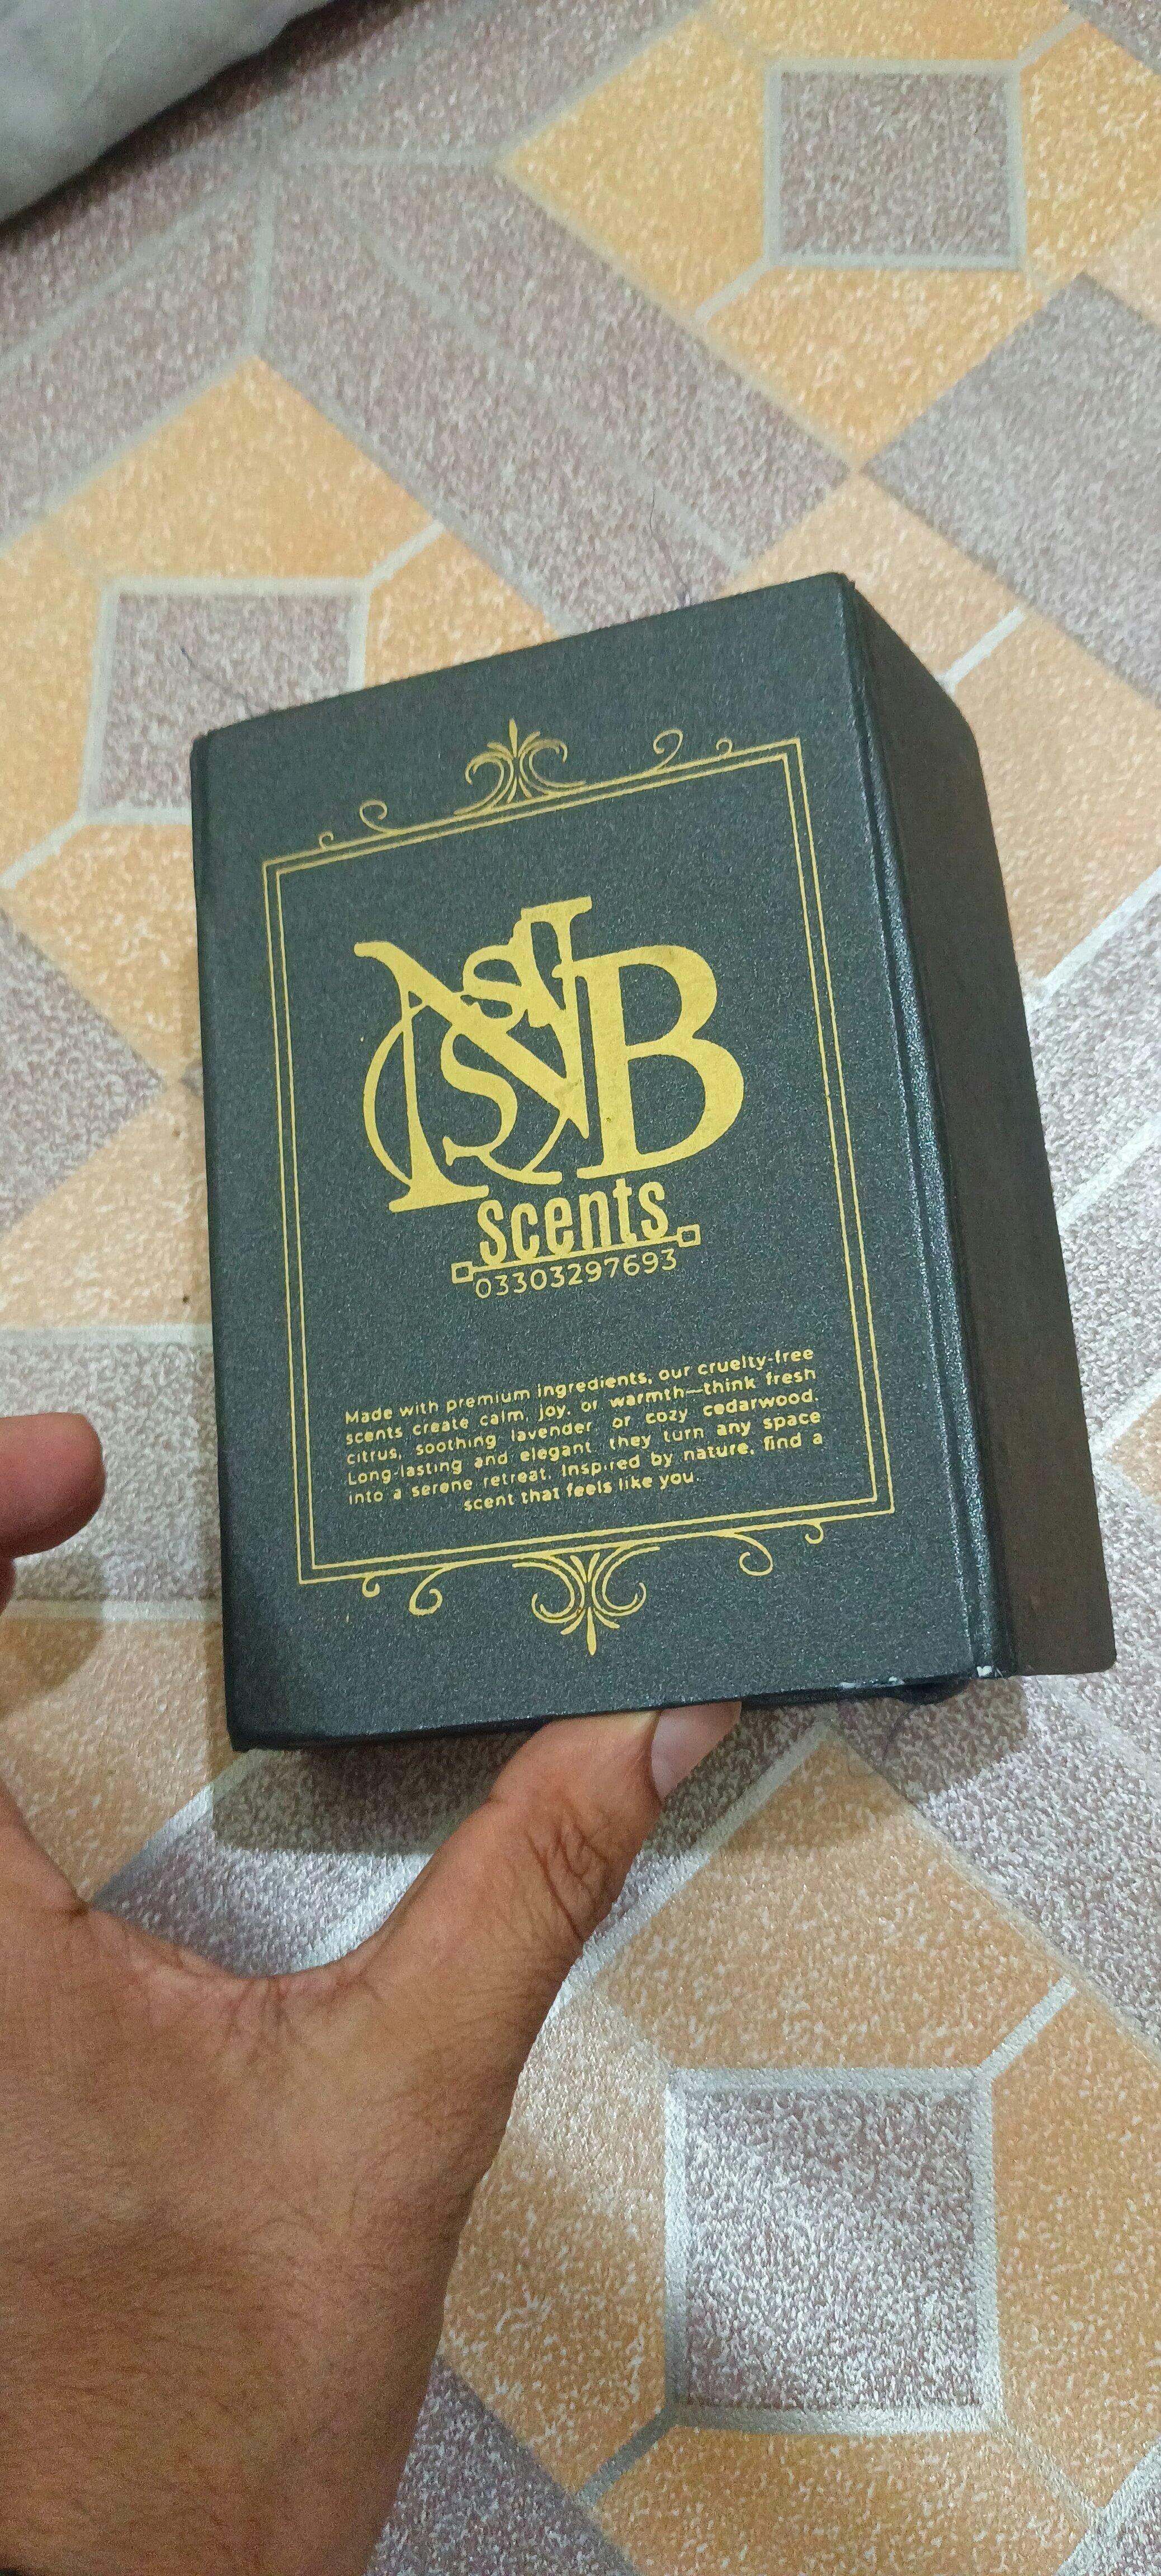 NSB
scents
03303297693
Made with premium ingredients, our cruelty-free
scents create calm, joy, or warmth—think fresh
citrus, soothing lavender, or cozy cedarwood.
Long-lasting and elegant, they turn any space
into a serene retreat. Inspired by nature, find a
scent that feels like you.